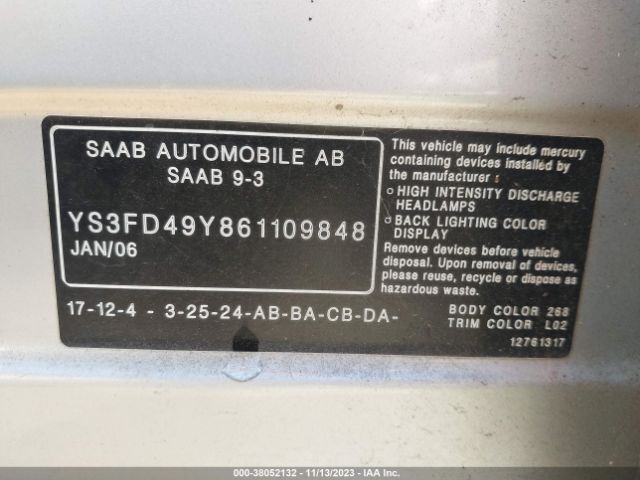 SAAB AUTOMOBILE AB
SAAB 9-3
YS3FD49Y861109848
JAN/06
17-12-4 - 3-25-24-AB-BA-CB-DA-
This vehicle may include mercury
containing devices installed by
the manufacturer :
○ HIGH INTENSITY DISCHARGE
HEADLAMPS
○ BACK LIGHTING COLOR
DISPLAY
Remove devices before vehicle
disposal. Upon removal of devices,
please reuse, recycle or dispose as
hazardous waste.
BODY COLOR 268
TRIM COLOR L02
12761317
000-38052132 - 11/13/2023 - IAA Inc.